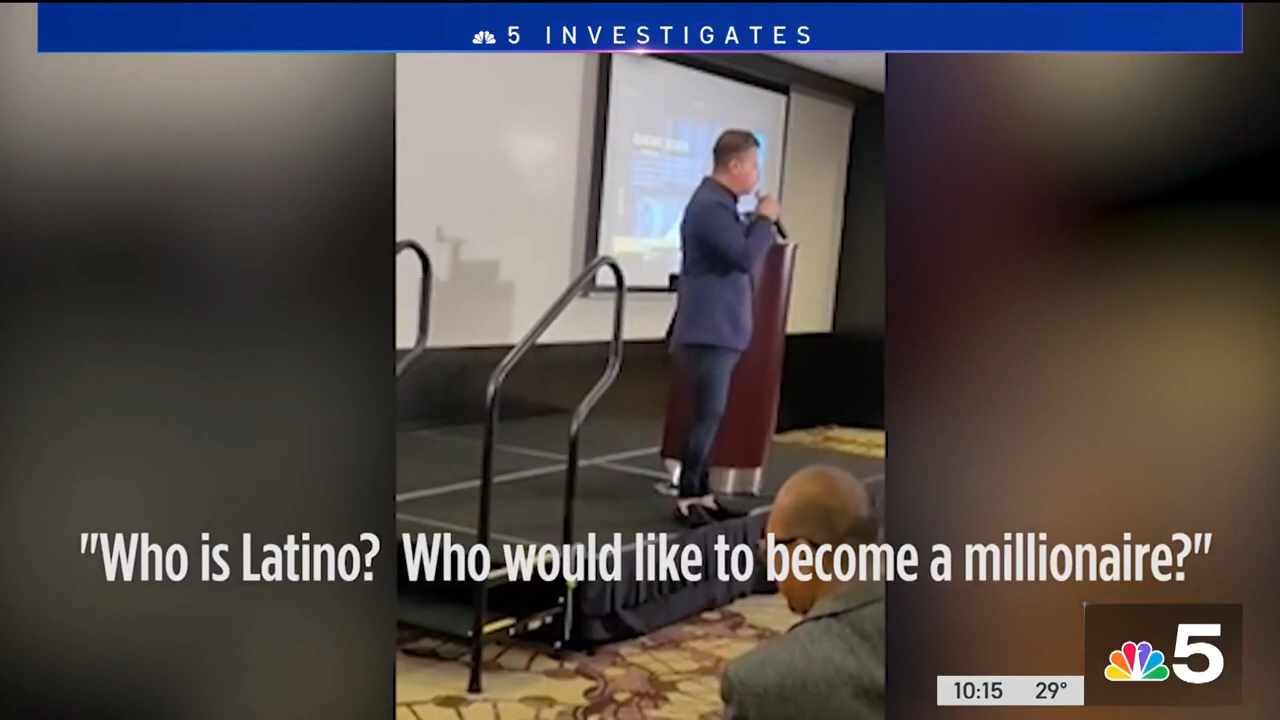 5 INVESTIGATES
"Who is Latino? Who would like to become a millionaire?"
5
10:15 29°